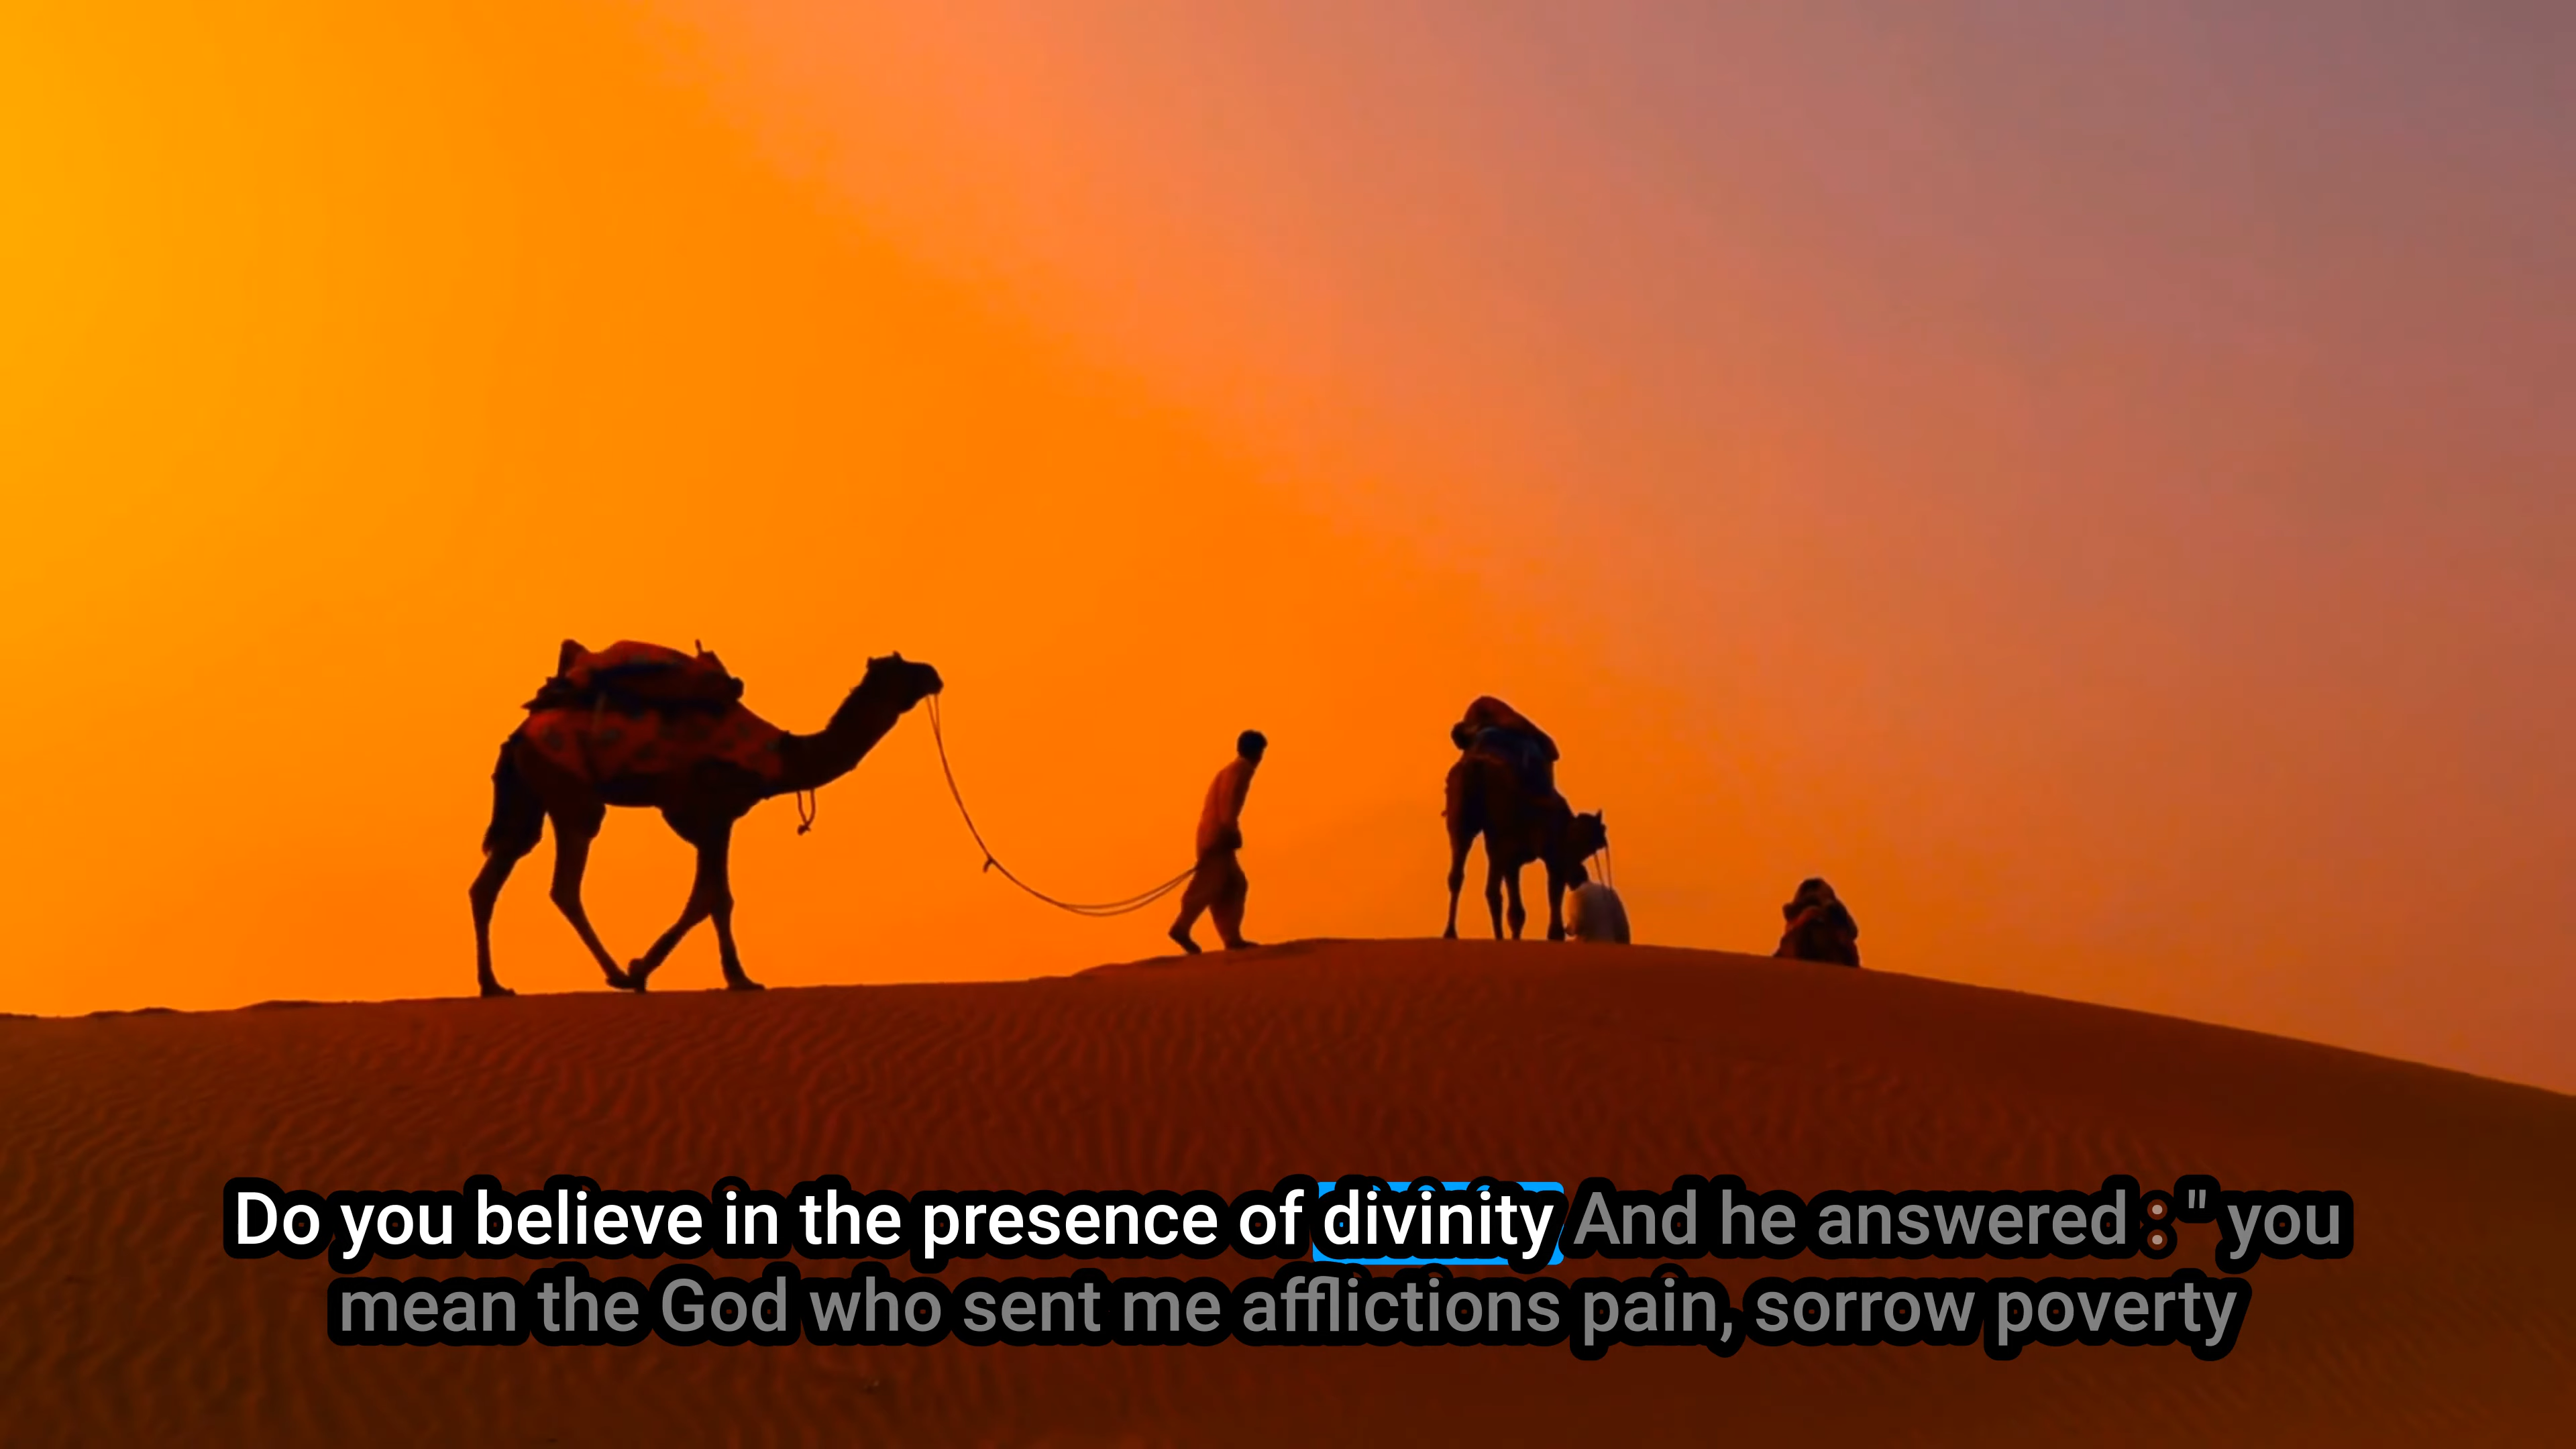 Do you believe in the presence of divinity And he answered : " you
mean the God who sent me afflictions pain, sorrow poverty